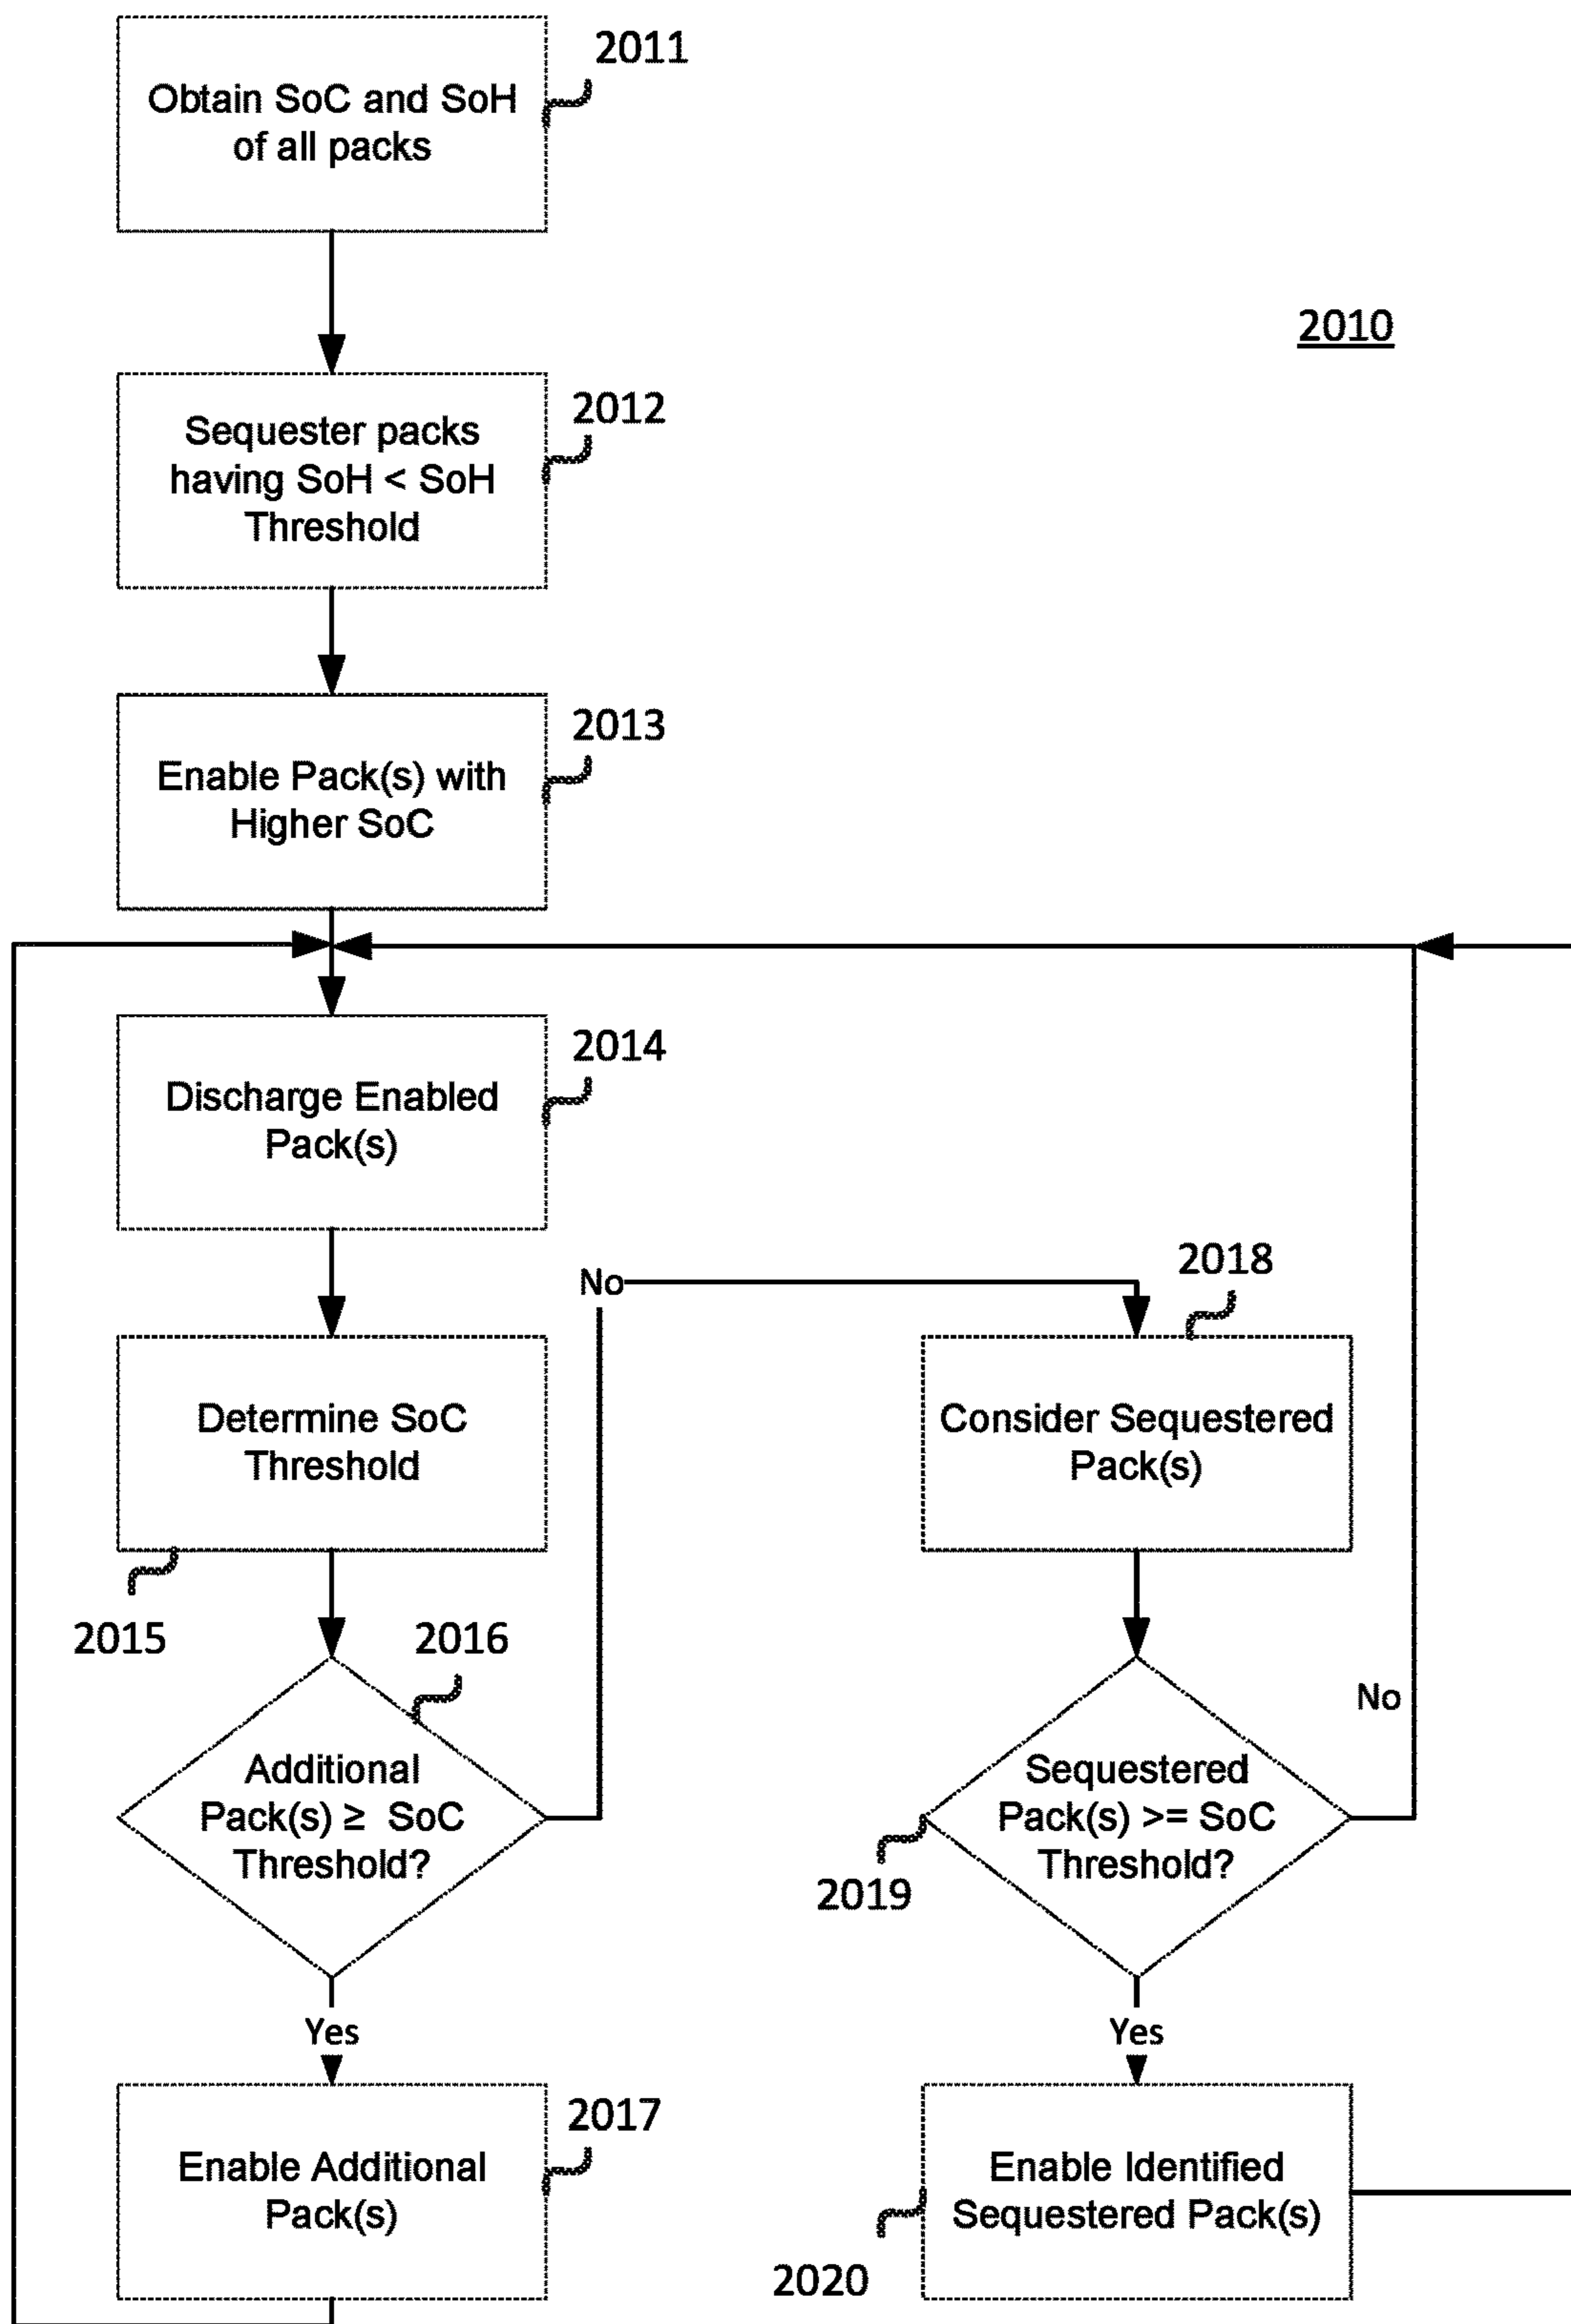 2011
Obtain SoC and SoH
of all packs
2010
2012
Sequester packs
having SoH < SoH
Threshold
2013
Enable Pack(s) with
Higher SoC
2014
Discharge Enabled
Pack(s)
No
2018
Determine SoC
Threshold
Consider Sequestered
Pack(s)
2015
2016
No
Additional
Pack(s) ≥ SoC
Threshold?
Sequestered
Pack(s) >= SoC
Threshold?
2019
Yes
Yes
2017
Enable Additional
Pack(s)
Enable Identified
Sequestered Pack(s)
2020